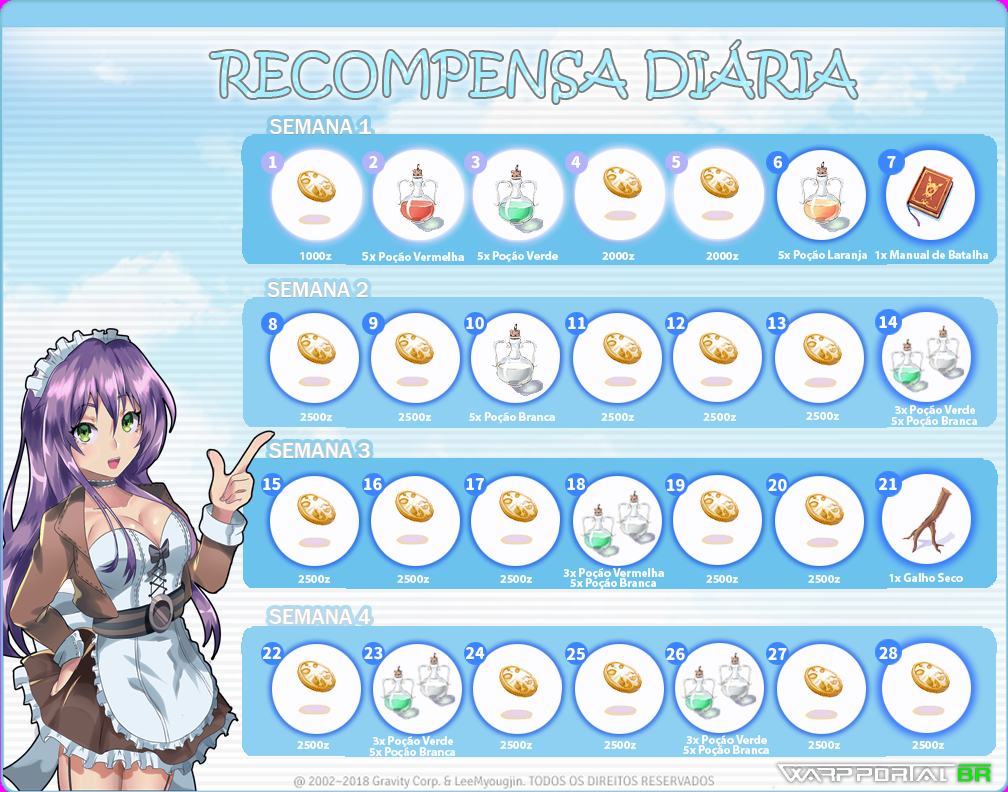 RECOMPENSA DIÁRIA
SEMANA 1
1 2 3 4 5 6 7
1000z 5x Poção Vermelha 5x Poção Verde 2000z 2000z 5x Poção Laranja 1x Manual de Batalha
SEMANA 2
8 9 10 11 12 13 14
2500z 2500z 5x Poção Branca 2500z 2500z 2500z 3x Poção Verde
5x Poção Branca
SEMANA 3
15 16 17 18 19 20 21
2500z 2500z 2500z 3x Poção Vermelha 2500z 2500z 1x Galho Seco
5x Poção Branca
SEMANA 4
22 23 24 25 26 27 28
2500z 3x Poção Verde 2500z 2500z 3x Poção Verde 2500z 2500z
5x Poção Branca 5x Poção Branca
@ 2002-2018 Gravity Corp. & LeeMyougjin. TODOS OS DIREITOS RESERVADOS
WARPPORTAL BR